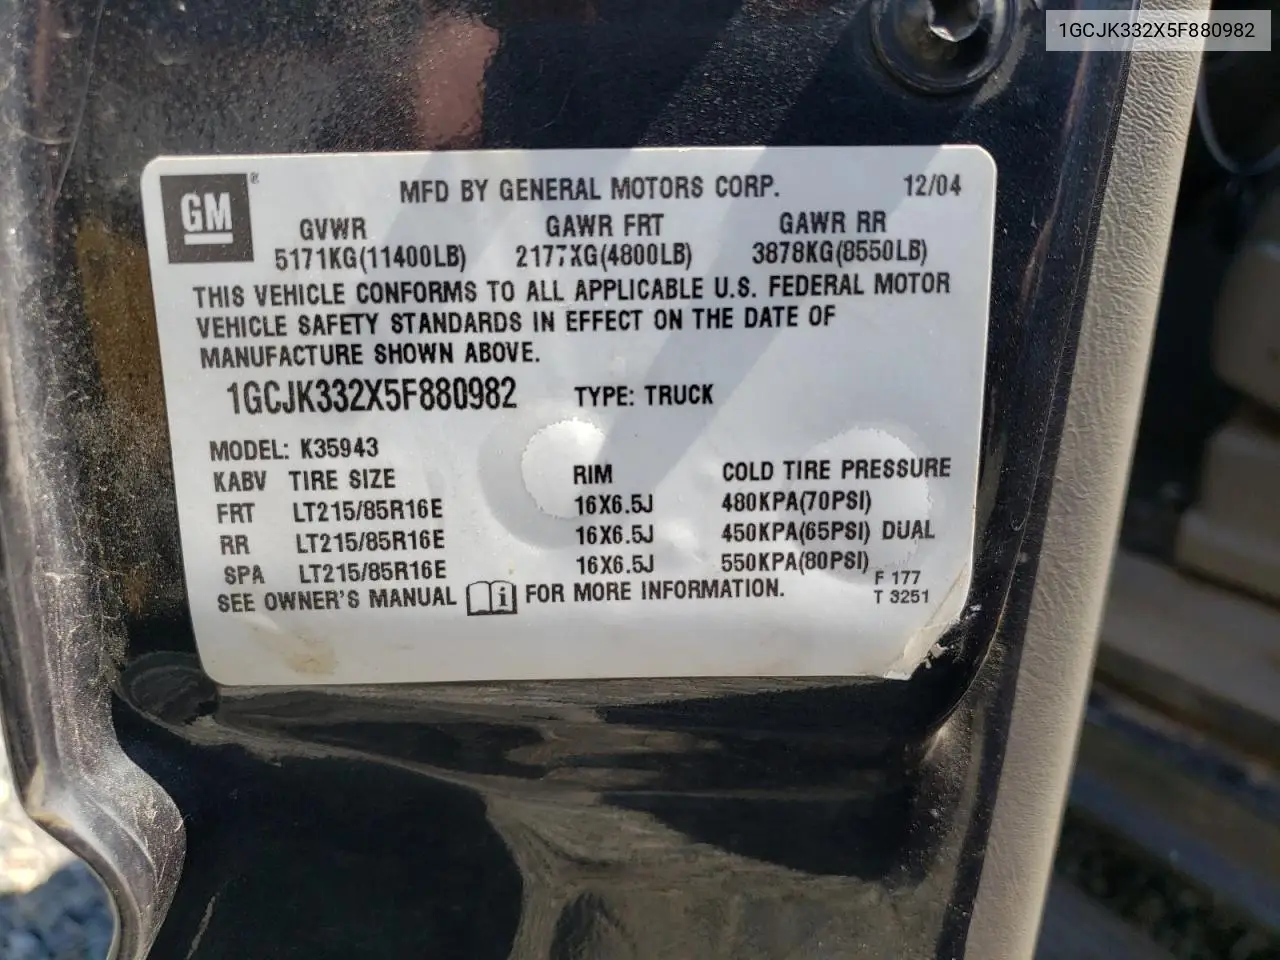 1GCJK332X5F880982
GM ® MFD BY GENERAL MOTORS CORP. 12/04
GVWR GAWR FRT GAWR RR
5171KG(11400LB) 2177KG(4800LB) 3878KG(8550LB)
THIS VEHICLE CONFORMS TO ALL APPLICABLE U.S. FEDERAL MOTOR
VEHICLE SAFETY STANDARDS IN EFFECT ON THE DATE OF
MANUFACTURE SHOWN ABOVE.
1GCJK332X5F880982 TYPE: TRUCK
MODEL: K35943
KABV TIRE SIZE RIM COLD TIRE PRESSURE
FRT LT215/85R16E 16X6.5J 480KPA(70PSI)
RR LT215/85R16E 16X6.5J 450KPA(65PSI) DUAL
SPA LT215/85R16E 16X6.5J 550KPA(80PSI)
SEE OWNER'S MANUAL i FOR MORE INFORMATION.
F 177
T 3251